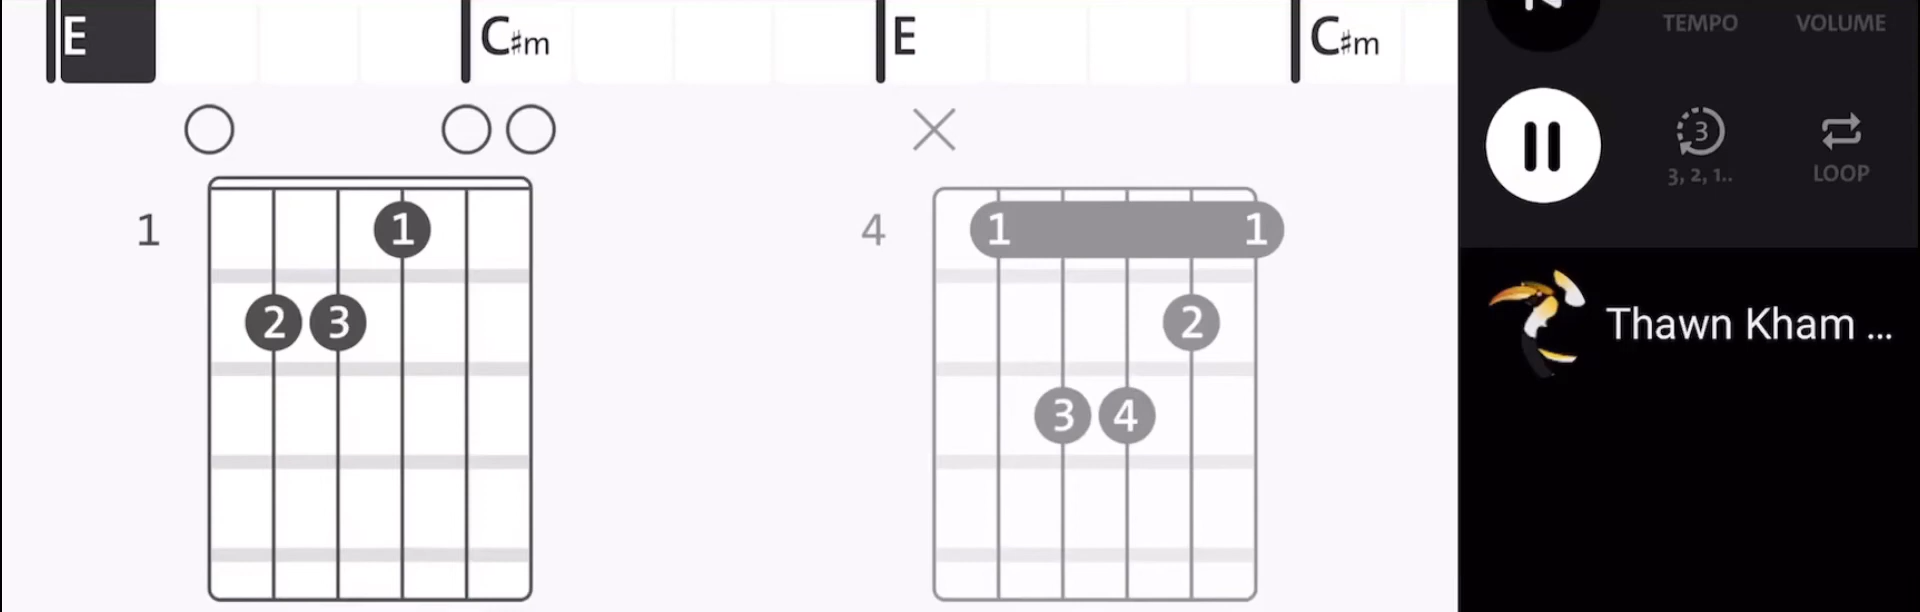 E C♯m E C♯m
1 1
2 3
4 1 1
2
3 4
TEMPO VOLUME
3
3, 2, 1.. LOOP
Thawn Kham ...